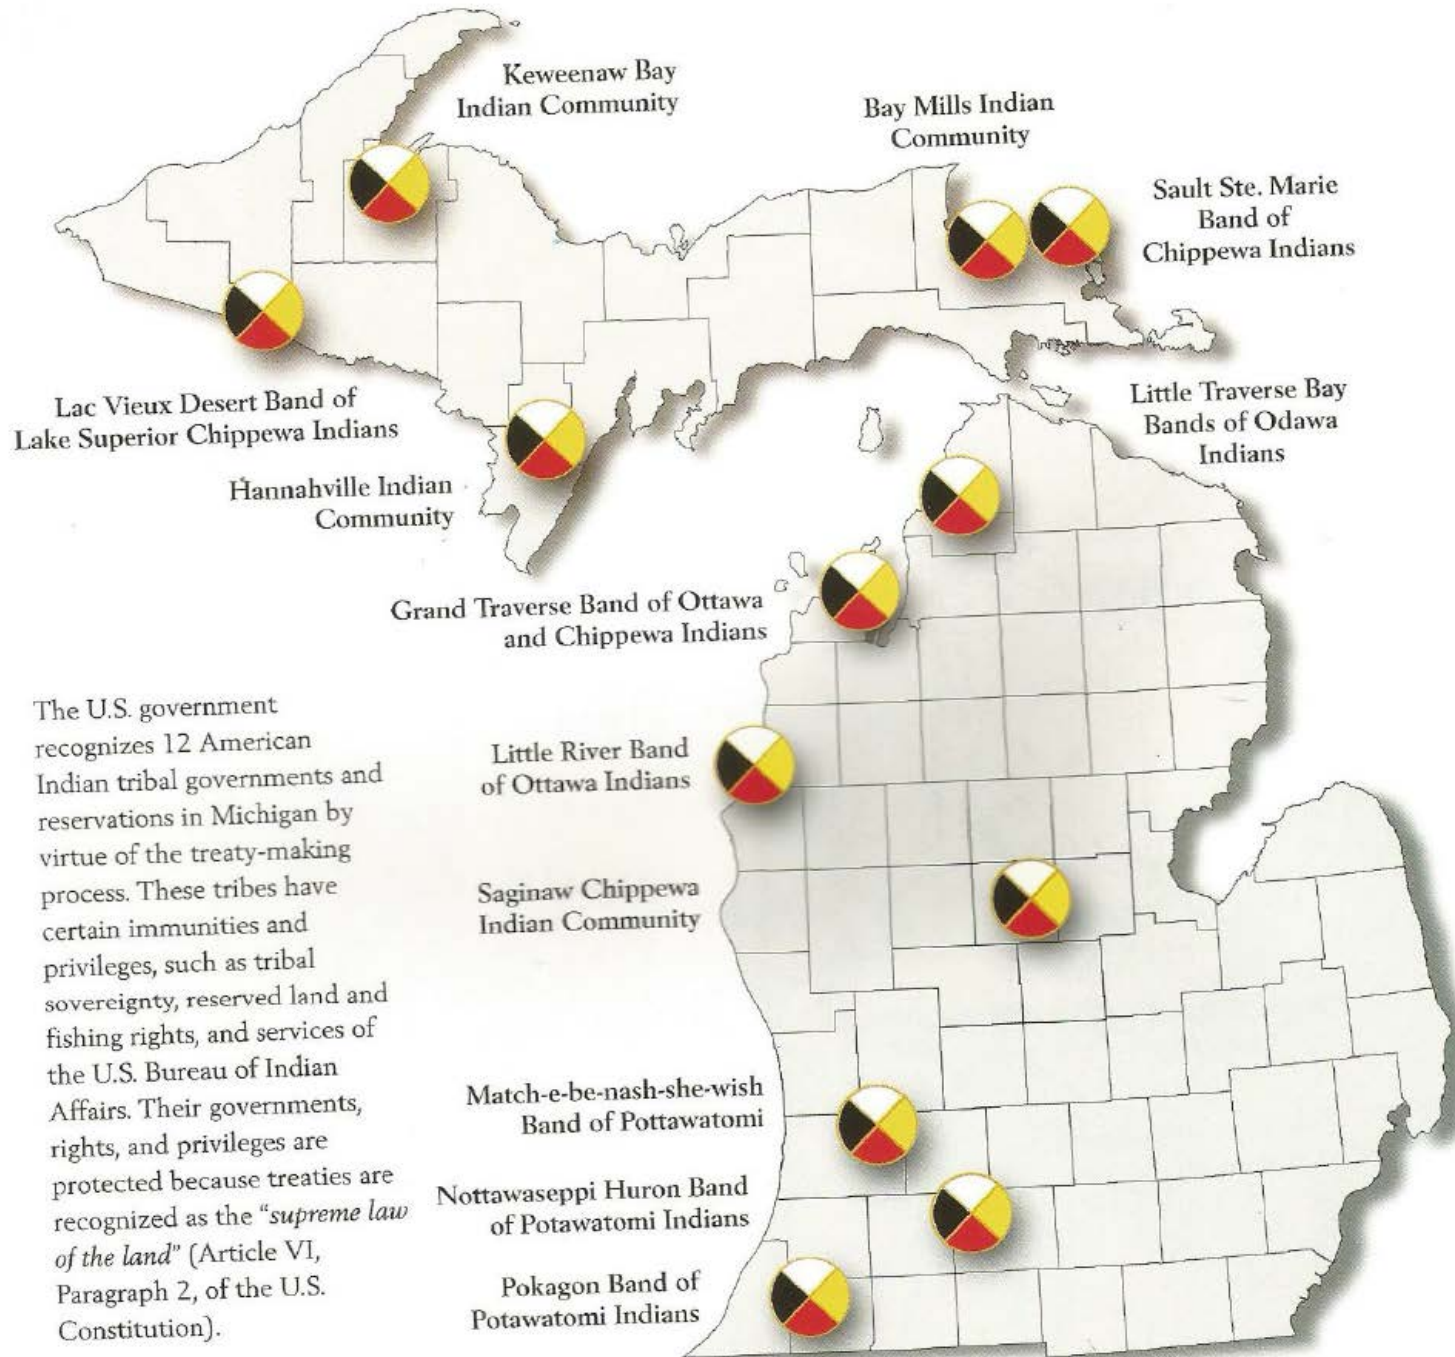 Keweenaw Bay
Indian Community
Bay Mills Indian
Community
Sault Ste. Marie
Band of
Chippewa Indians
Lac Vieux Desert Band of
Lake Superior Chippewa Indians
Little Traverse Bay
Bands of Odawa
Indians
Hannahville Indian
Community
Grand Traverse Band of Ottawa
and Chippewa Indians
The U.S. government
recognizes 12 American
Indian tribal governments and
reservations in Michigan by
virtue of the treaty-making
process. These tribes have
certain immunities and
privileges, such as tribal
sovereignty, reserved land and
fishing rights, and services of
the U.S. Bureau of Indian
Affairs. Their governments,
rights, and privileges are
protected because treaties are
recognized as the "supreme law
of the land" (Article VI,
Paragraph 2, of the U.S.
Constitution).
Little River Band
of Ottawa Indians
Saginaw Chippewa
Indian Community
Match-e-be-nash-she-wish
Band of Pottawatomi
Nottawaseppi Huron Band
of Potawatomi Indians
Pokagon Band of
Potawatomi Indians